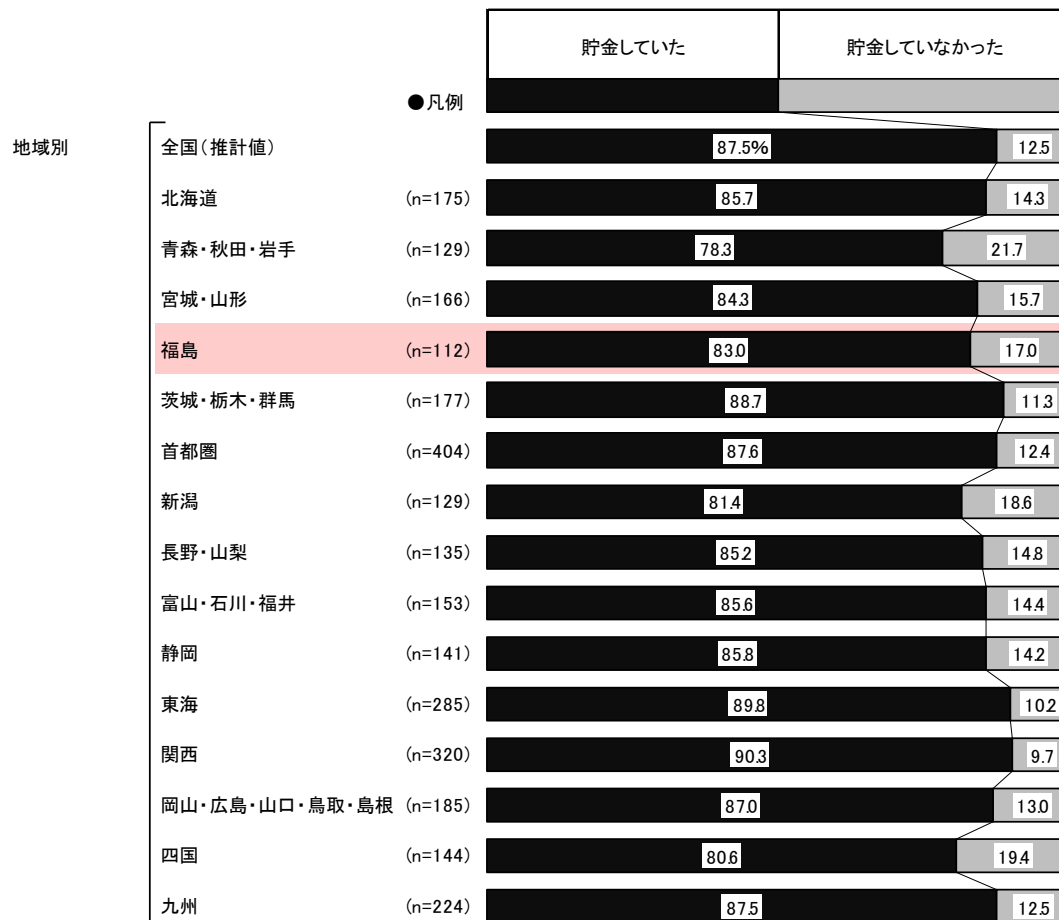 貯金していた 貯金していなかった
●凡例
地域別 全国(推計値) 87.5% 12.5
北海道 (n=175) 85.7 14.3
青森・秋田・岩手 (n=129) 78.3 21.7
宮城・山形 (n=166) 84.3 15.7
福島 (n=112) 83.0 17.0
茨城・栃木・群馬 (n=177) 88.7 11.3
首都圏 (n=404) 87.6 12.4
新潟 (n=129) 81.4 18.6
長野・山梨 (n=135) 85.2 14.8
富山・石川・福井 (n=153) 85.6 14.4
静岡 (n=141) 85.8 14.2
東海 (n=285) 89.8 10.2
関西 (n=320) 90.3 9.7
岡山・広島・山口・鳥取・島根 (n=185) 87.0 13.0
四国 (n=144) 80.6 19.4
九州 (n=224) 87.5 12.5